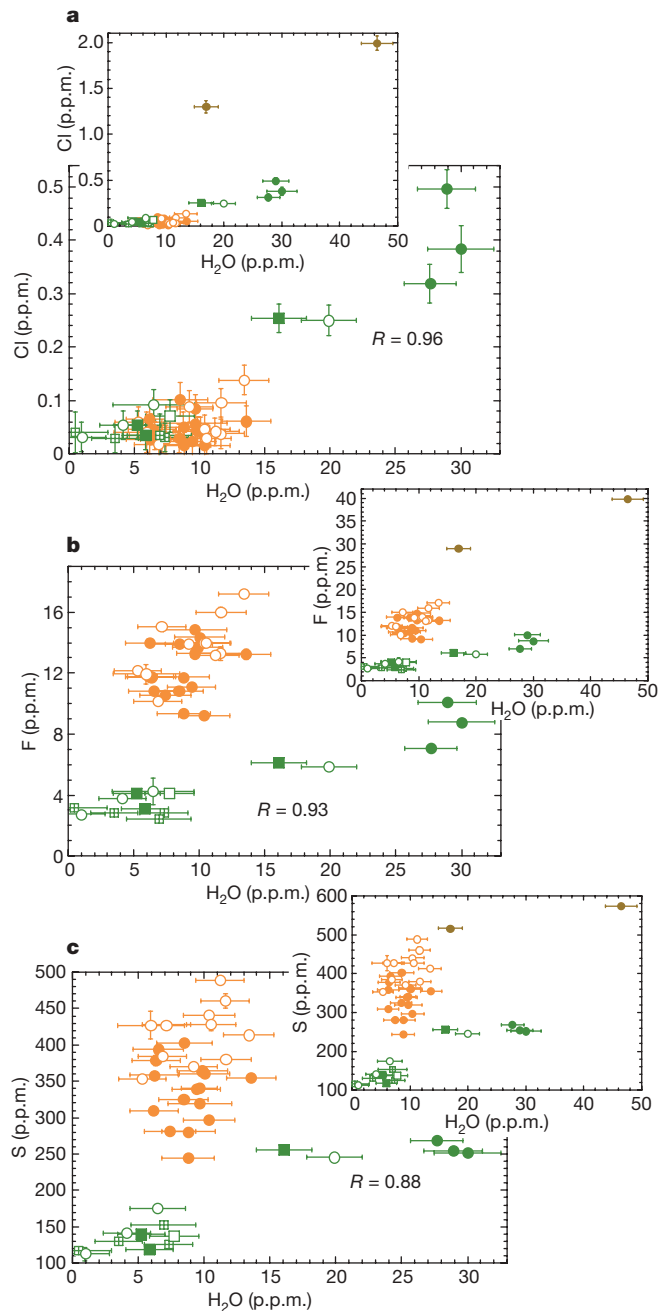 a
2.0
1.5
1.0
0.5
0
Cl (p.p.m.)
0 10 20 30 40 50
H₂O (p.p.m.)
0.5
0.4
0.3
0.2
0.1
0
Cl (p.p.m.)
R = 0.96
0 5 10 15 20 25 30
H₂O (p.p.m.)
b
40
35
30
25
20
15
10
5
0
F (p.p.m.)
0 10 20 30 40 50
H₂O (p.p.m.)
16
12
8
4
0
F (p.p.m.)
R = 0.93
0 5 10 15 20 25 30
H₂O (p.p.m.)
c
600
500
400
300
200
100
S (p.p.m.)
0 10 20 30 40 50
H₂O (p.p.m.)
500
450
400
350
300
250
200
150
100
S (p.p.m.)
R = 0.88
0 5 10 15 20 25 30
H₂O (p.p.m.)